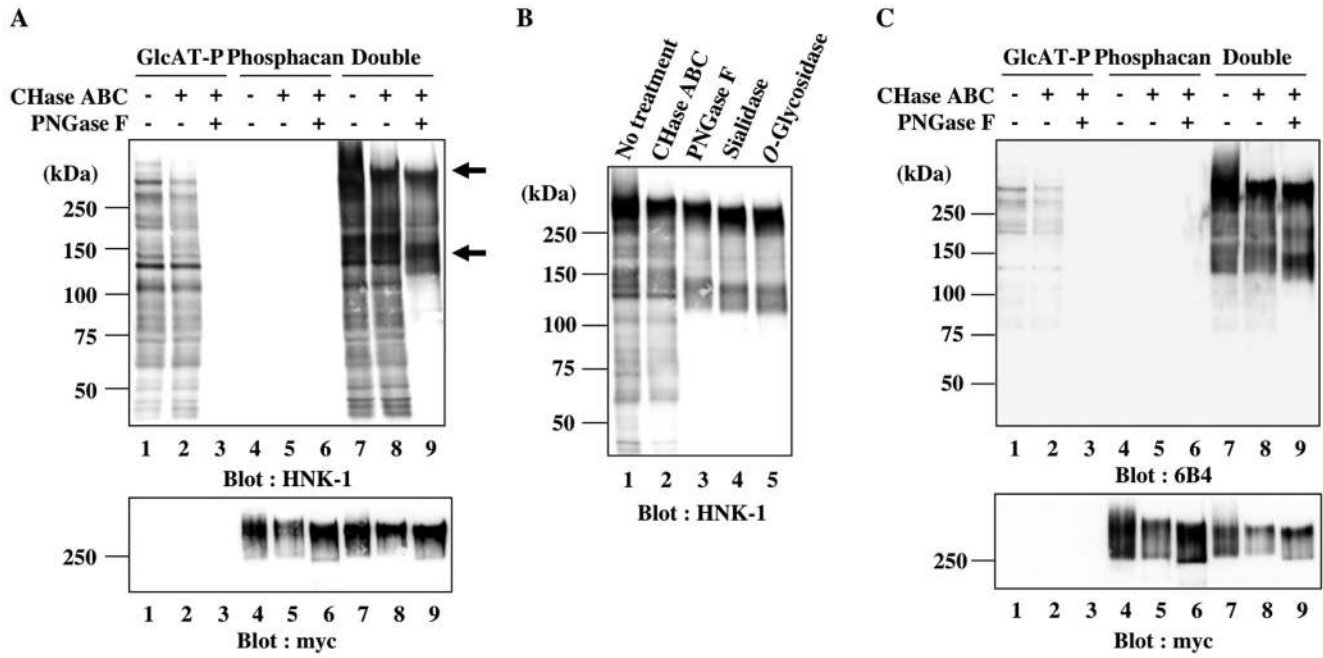 A
GlcAT-P Phosphacan Double
CHase ABC - + + - + + - + +
PNGase F - - + - - + - - +
(kDa)
250
150
100
75
50
1 2 3 4 5 6 7 8 9
Blot : HNK-1
250
1 2 3 4 5 6 7 8 9
Blot : myc
B
No treatment
CHase ABC
PNGase F
Sialidase
O-Glycosidase
(kDa)
250
150
100
75
50
1 2 3 4 5
Blot : HNK-1
C
GlcAT-P Phosphacan Double
CHase ABC - + + - + + - + +
PNGase F - - + - - + - - +
(kDa)
250
150
100
75
50
1 2 3 4 5 6 7 8 9
Blot : 6B4
250
1 2 3 4 5 6 7 8 9
Blot : myc